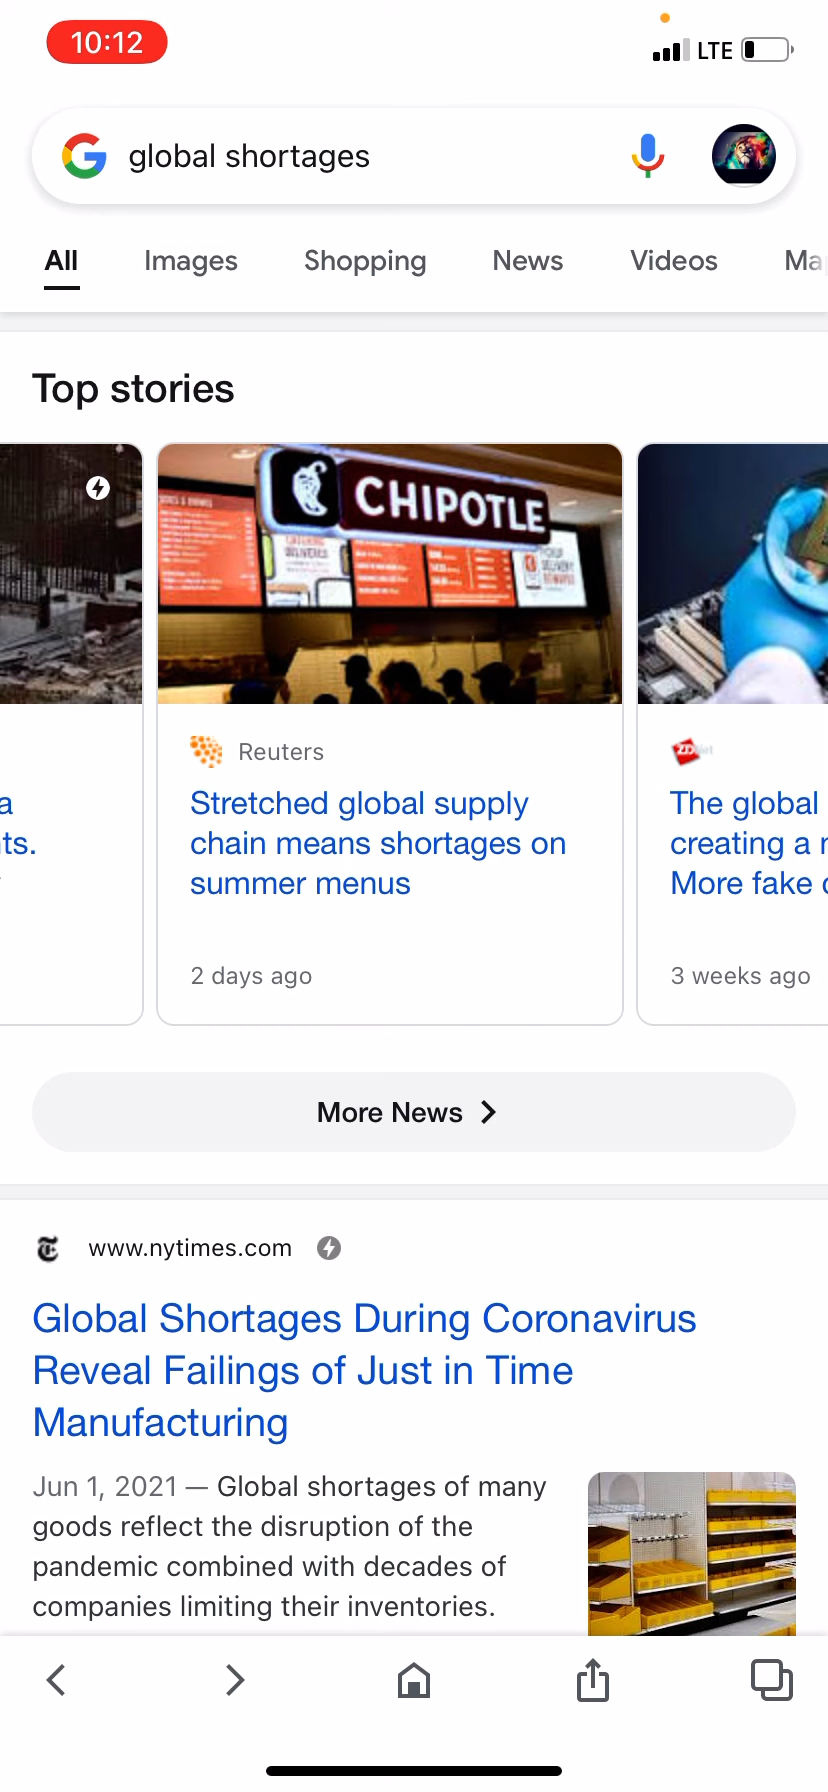 10:12
LTE
global shortages
All Images Shopping News Videos Ma
Top stories
CHIPOTLE
a
ts.
Reuters
Stretched global supply
chain means shortages on
summer menus
2 days ago
ZDNet
The global
creating a
More fake
3 weeks ago
More News
www.nytimes.com
Global Shortages During Coronavirus
Reveal Failings of Just in Time
Manufacturing
Jun 1, 2021 — Global shortages of many
goods reflect the disruption of the
pandemic combined with decades of
companies limiting their inventories.